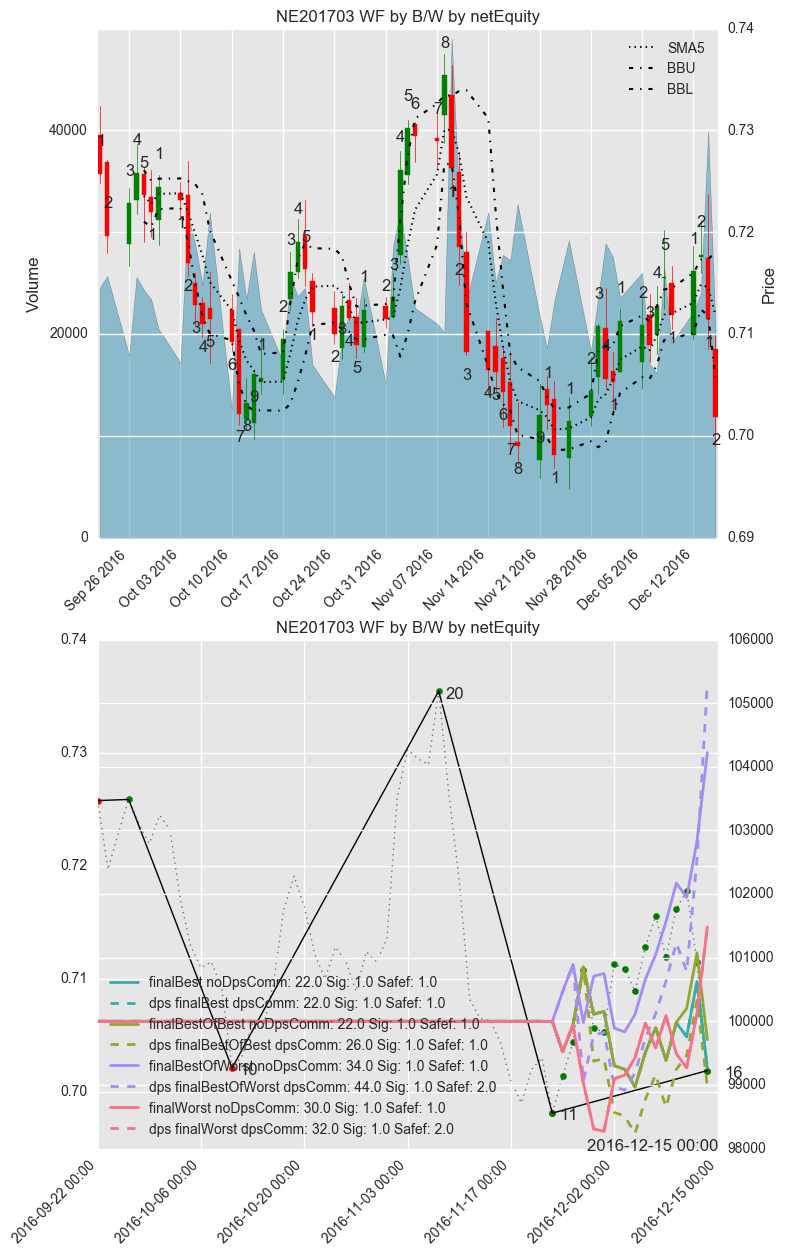 NE201703 WF by B/W by netEquity
SMA5
BBU
BBL
Volume
40000
20000
0
Price
0.74
0.73
0.72
0.71
0.70
0.69
Sep 26 2016
Oct 03 2016
Oct 10 2016
Oct 17 2016
Oct 24 2016
Oct 31 2016
Nov 07 2016
Nov 14 2016
Nov 21 2016
Nov 28 2016
Dec 05 2016
Dec 12 2016
NE201703 WF by B/W by netEquity
0.74
0.73
0.72
0.71
0.70
106000
105000
104000
103000
102000
101000
100000
99000
98000
20
10
11
16
finalBest noDpsComm: 22.0 Sig: 1.0 Safef: 1.0
dps finalBest dpsComm: 22.0 Sig: 1.0 Safef: 1.0
finalBestOfBest noDpsComm: 22.0 Sig: 1.0 Safef: 1.0
dps finalBestOfBest dpsComm: 26.0 Sig: 1.0 Safef: 1.0
finalBestOfWorst noDpsComm: 34.0 Sig: 1.0 Safef: 1.0
dps finalBestOfWorst dpsComm: 44.0 Sig: 1.0 Safef: 2.0
finalWorst noDpsComm: 30.0 Sig: 1.0 Safef: 1.0
dps finalWorst dpsComm: 32.0 Sig: 1.0 Safef: 2.0
2016-12-15 00:00
2016-09-22 00:00
2016-10-06 00:00
2016-10-20 00:00
2016-11-03 00:00
2016-11-17 00:00
2016-12-02 00:00
2016-12-15 00:00